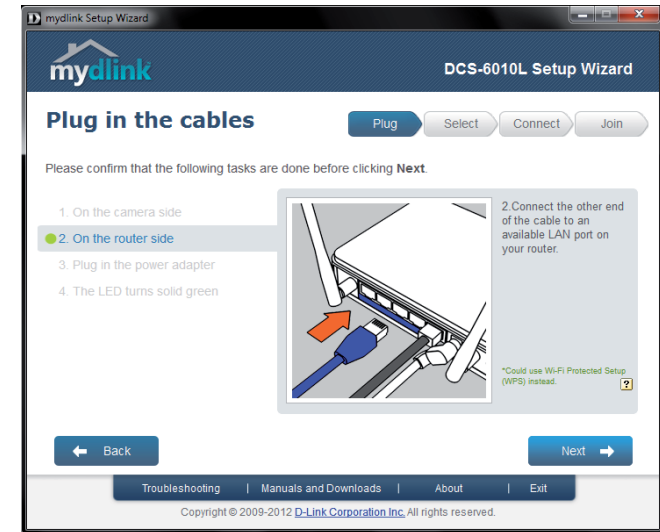 mydlink Setup Wizard
mydlink
DCS-6010L Setup Wizard
Plug in the cables
Plug
Select
Connect
Join
Please confirm that the following tasks are done before clicking Next.
1. On the camera side
2. On the router side
3. Plug in the power adapter
4. The LED turns solid green
2.Connect the other end
of the cable to an
available LAN port on
your router.
*Could use Wi-Fi Protected Setup
(WPS) instead.
?
Back
Next
Troubleshooting | Manuals and Downloads | About | Exit
Copyright © 2009-2012 D-Link Corporation Inc. All rights reserved.